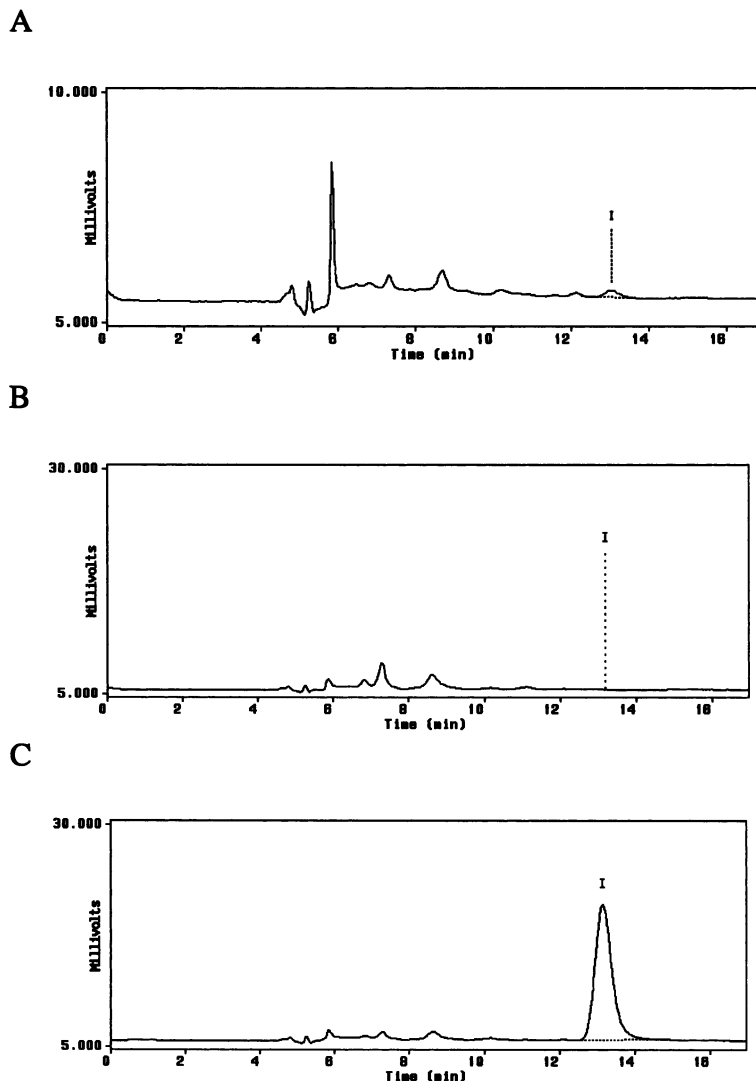 A
10.000
Millivolts
I
5.000
0 2 4 6 8 10 12 14 16
Time (min)
B
30.000
Millivolts
I
5.000
0 2 4 6 8 10 12 14 16
Time (min)
C
30.000
Millivolts
I
5.000
0 2 4 6 8 10 12 14 16
Time (min)